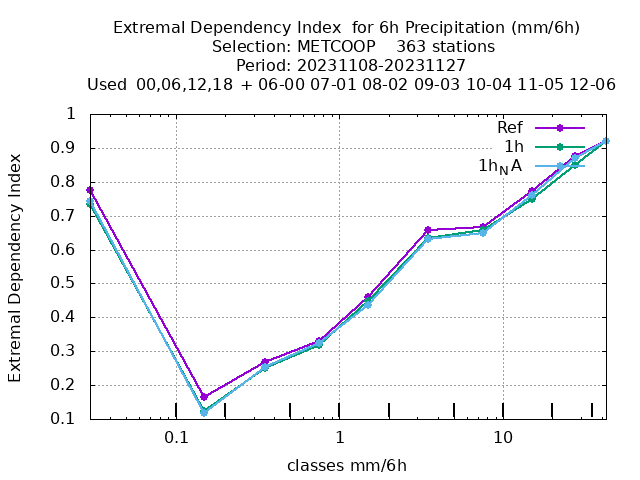 Extremal Dependency Index  for 6h Precipitation (mm/6h)
Selection: METCOOP    363 stations
Period: 20231108-20231127
Used  00,06,12,18  + 06-00 07-01 08-02 09-03 10-04 11-05 12-06
Extremal Dependency Index
1
0.9
0.8
0.7
0.6
0.5
0.4
0.3
0.2
0.1
Ref
1h
1h_NA
0.1
1
10
classes mm/6h